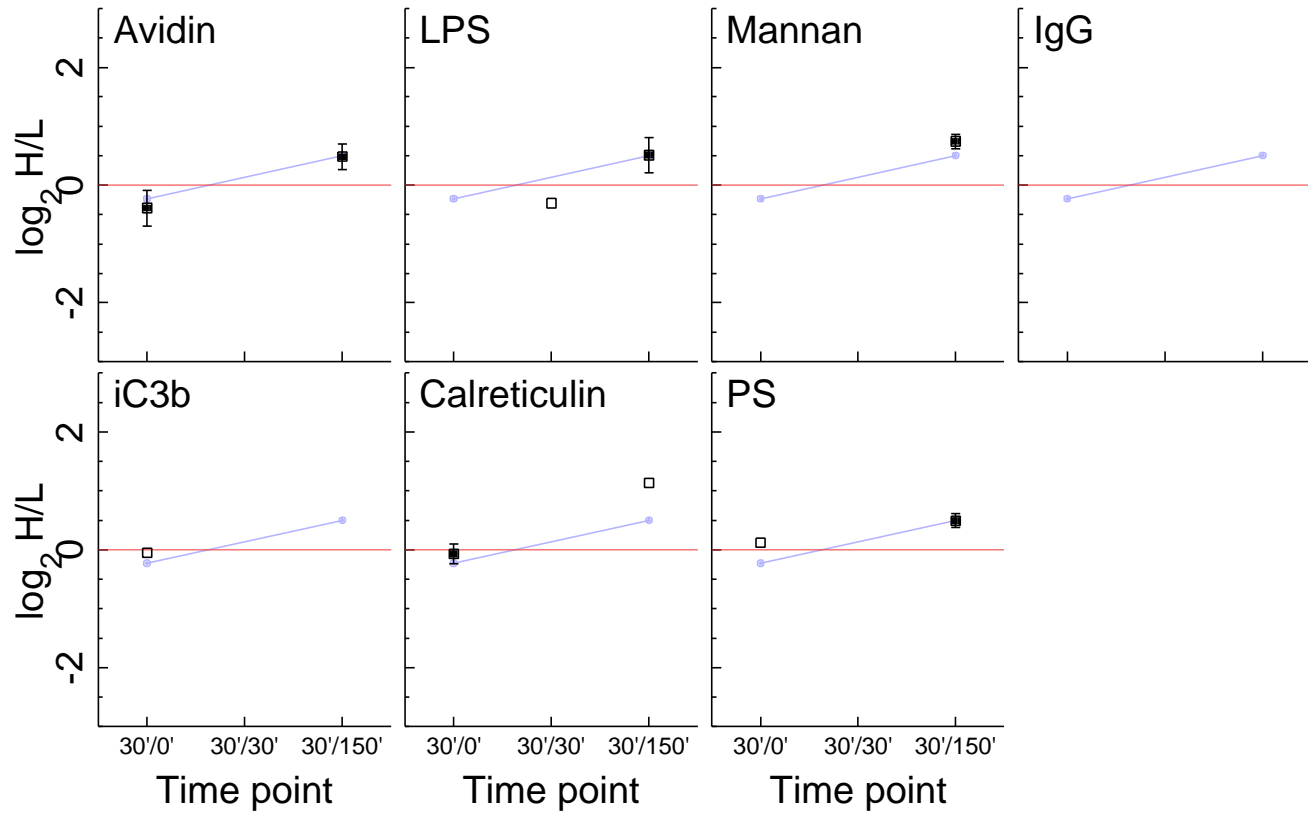 Avidin LPS Mannan IgG
2
0
-2
log2 H/L
iC3b Calreticulin PS
2
0
-2
log2 H/L
30'/0' 30'/30' 30'/150' 30'/0' 30'/30' 30'/150' 30'/0' 30'/30' 30'/150'
Time point Time point Time point